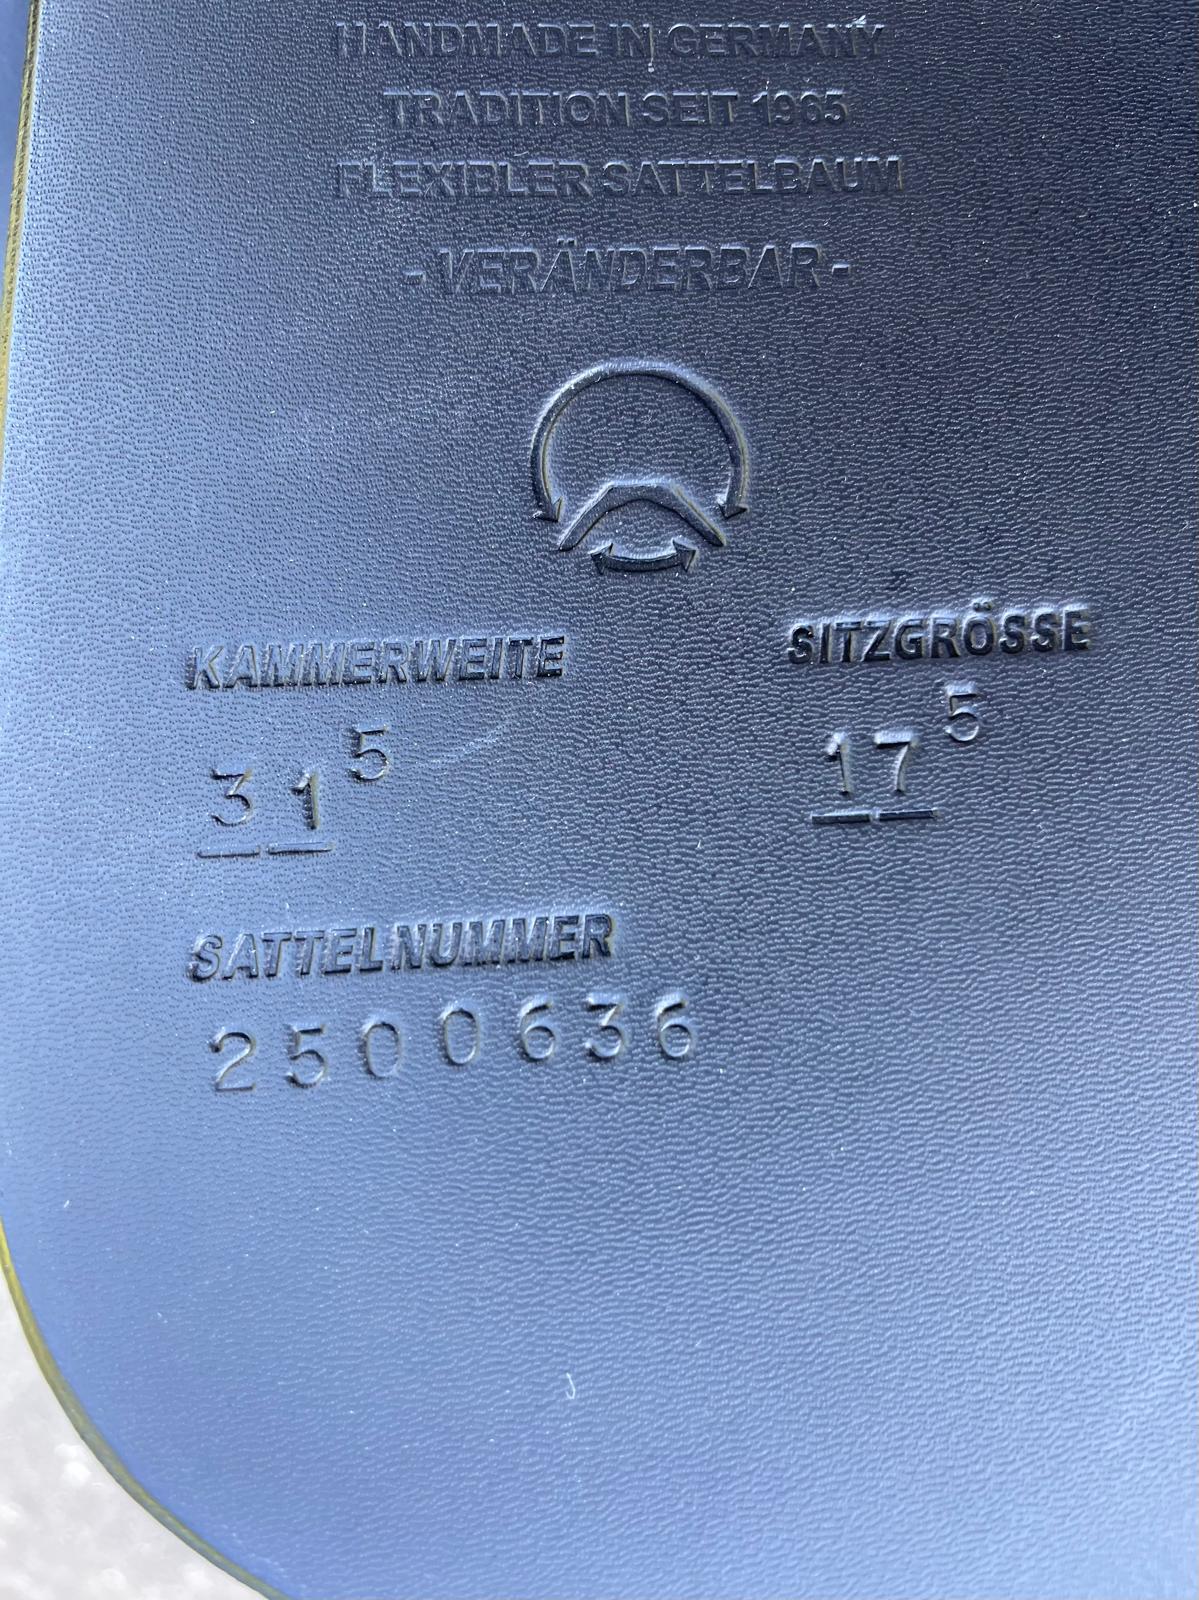 HANDMADE IN GERMANY
TRADITION SEIT 1965
FLEXIBLER SATTELBAUM
- VERÄNDERBAR -
KAMMERWEITE SITZGRÖSSE
31⁵ 17⁵
SATTELNUMMER
2500636